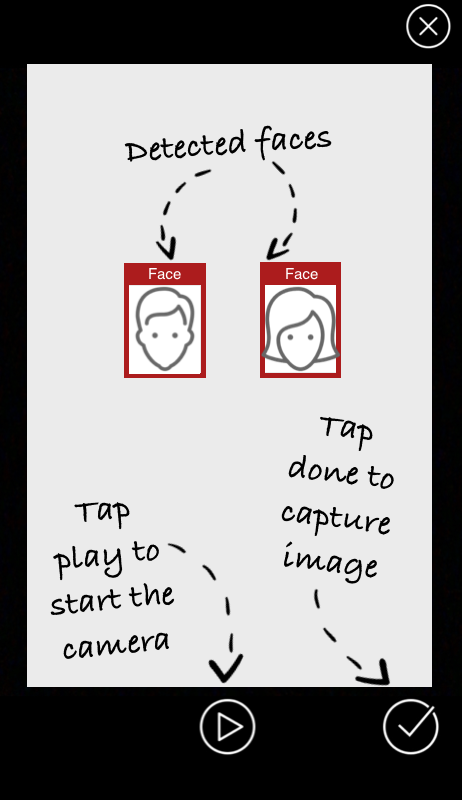 Detected faces
Face
Face
Tap
done to
capture
image
Tap
play to
start the
camera